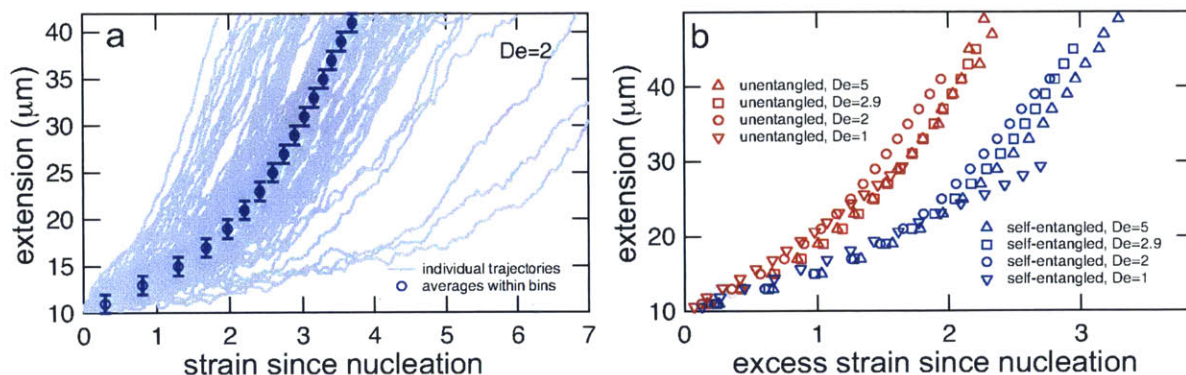 a
De=2
extension (μm)
40
35
30
25
20
15
10
individual trajectories
averages within bins
0
1
2
3
4
5
6
7
strain since nucleation
b
extension (μm)
40
30
20
10
unentangled, De=5
unentangled, De=2.9
unentangled, De=2
unentangled, De=1
self-entangled, De=5
self-entangled, De=2.9
self-entangled, De=2
self-entangled, De=1
0
1
2
3
excess strain since nucleation